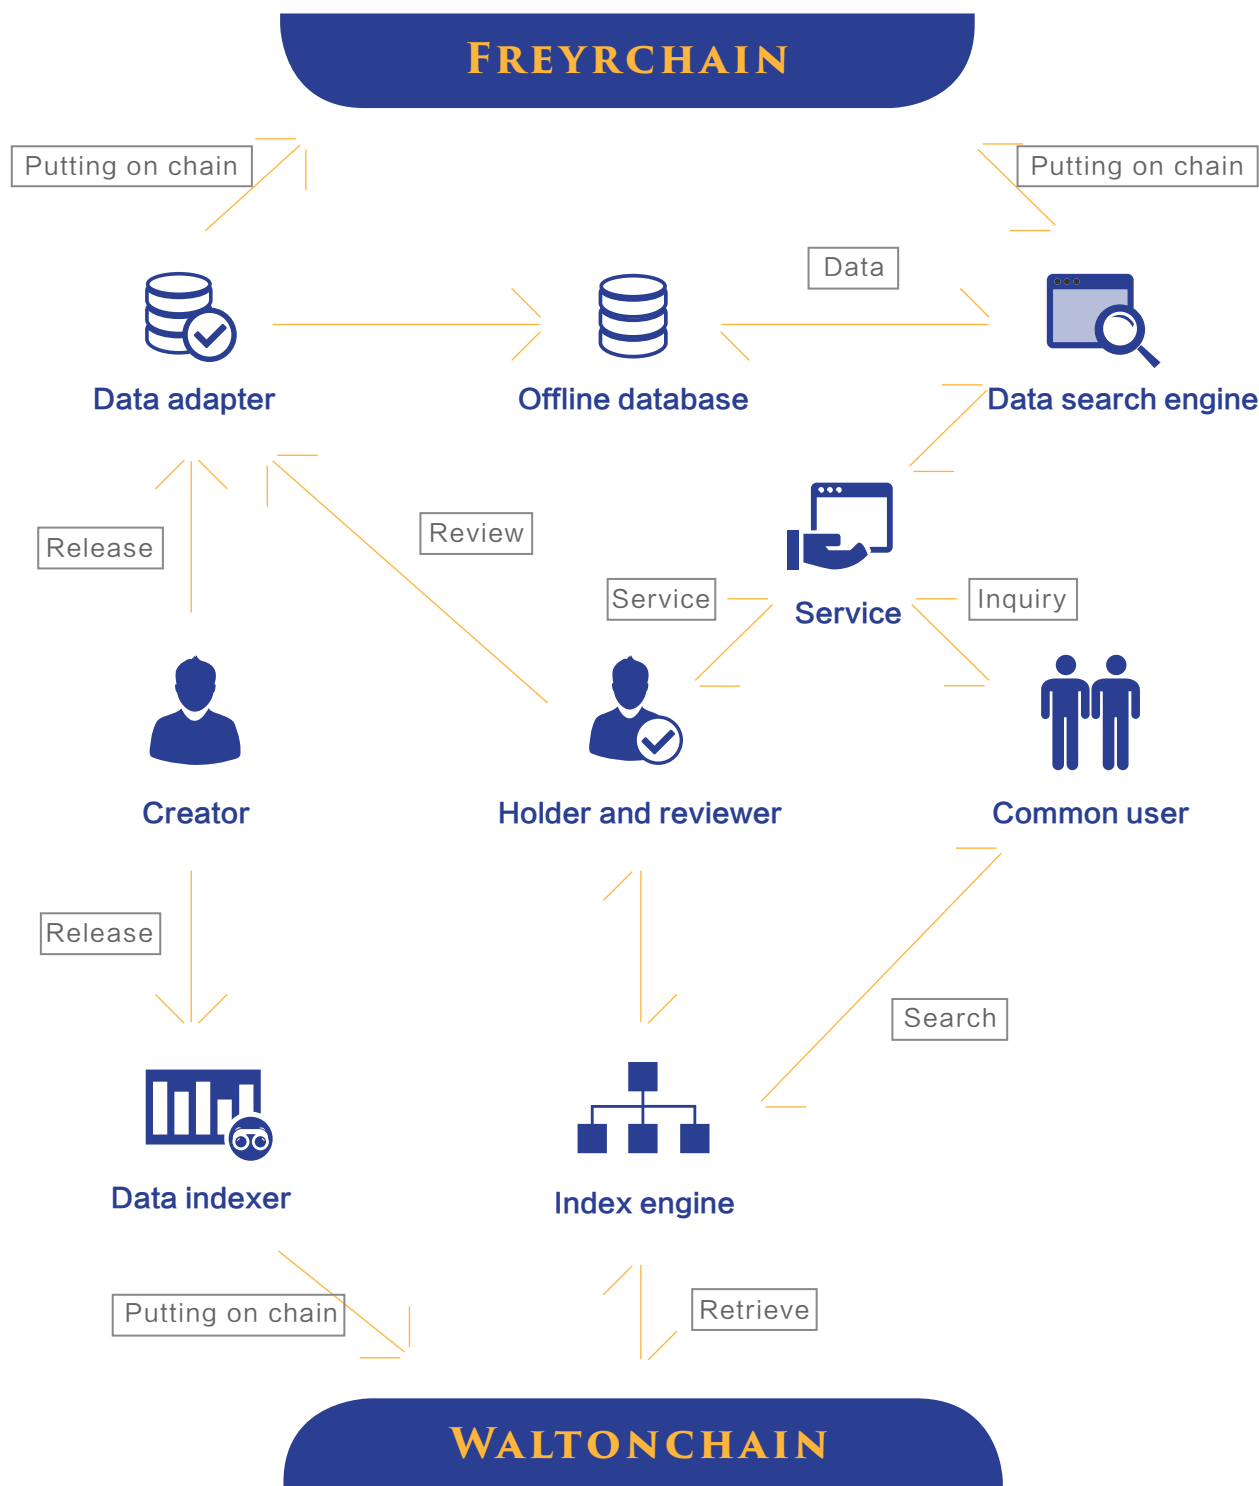 FREYRCHAIN
Putting on chain
Putting on chain
Data
Data adapter
Offline database
Data search engine
Release
Review
Service
Service
Inquiry
Creator
Holder and reviewer
Common user
Release
Search
Data indexer
Index engine
Putting on chain
Retrieve
WALTONCHAIN